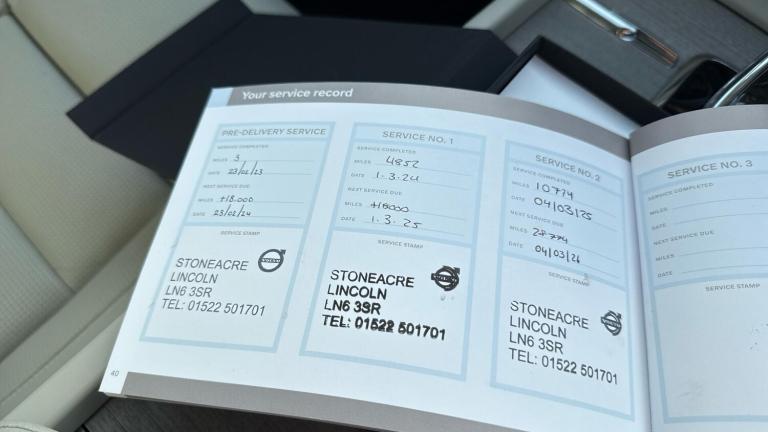 Your service record
PRE-DELIVERY SERVICE
SERVICE COMPLETED
MILES 3
DATE 23/02/23
NEXT SERVICE DUE
MILES +18.000
DATE 23/02/24
SERVICE STAMP
STONEACRE
LINCOLN
LN6 3SR
TEL: 01522 501701
SERVICE NO. 1
SERVICE COMPLETED
MILES 4852
DATE 1.3.24
NEXT SERVICE DUE
MILES +18000
DATE 1.3.25
SERVICE STAMP
STONEACRE
LINCOLN
LN6 3SR
TEL: 01522 501701
SERVICE NO. 2
SERVICE COMPLETED
MILES 10774
DATE 04/03/25
NEXT SERVICE DUE
MILES 28774
DATE 04/03/26
SERVICE STAMP
STONEACRE
LINCOLN
LN6 3SR
TEL: 01522 501701
SERVICE NO. 3
SERVICE COMPLETED
MILES
DATE
NEXT SERVICE DUE
MILES
DATE
SERVICE STAMP
40